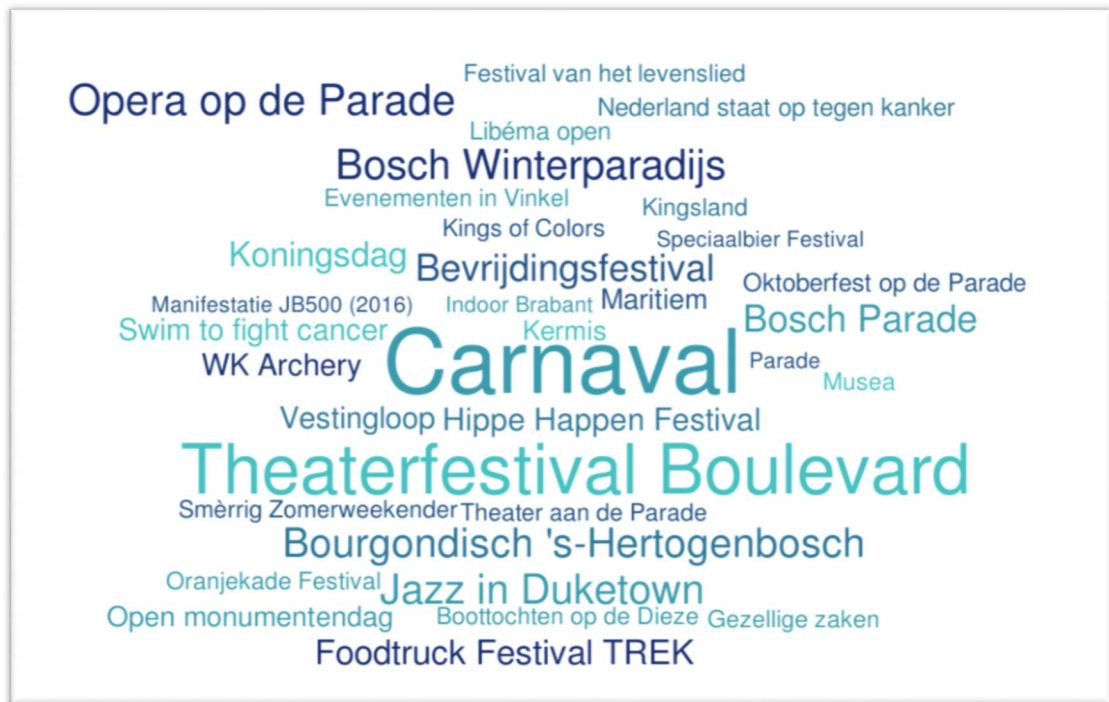 Festival van het levenslied
Opera op de Parade
Nederland staat op tegen kanker
Libéma open
Bosch Winterparadijs
Evenementen in Vinkel
Kingsland
Kings of Colors
Speciaalbier Festival
Koningsdag
Bevrijdingsfestival
Oktoberfest op de Parade
Manifestatie JB500 (2016)
Indoor Brabant
Maritiem
Bosch Parade
Swim to fight cancer
Kermis
Carnaval
WK Archery
Parade
Musea
Vestingloop
Hippe Happen Festival
Theaterfestival Boulevard
Smèrrig Zomerweekender
Theater aan de Parade
Bourgondisch 's-Hertogenbosch
Oranjekade Festival
Jazz in Duketown
Open monumentendag
Boottochten op de Dieze
Gezellige zaken
Foodtruck Festival TREK